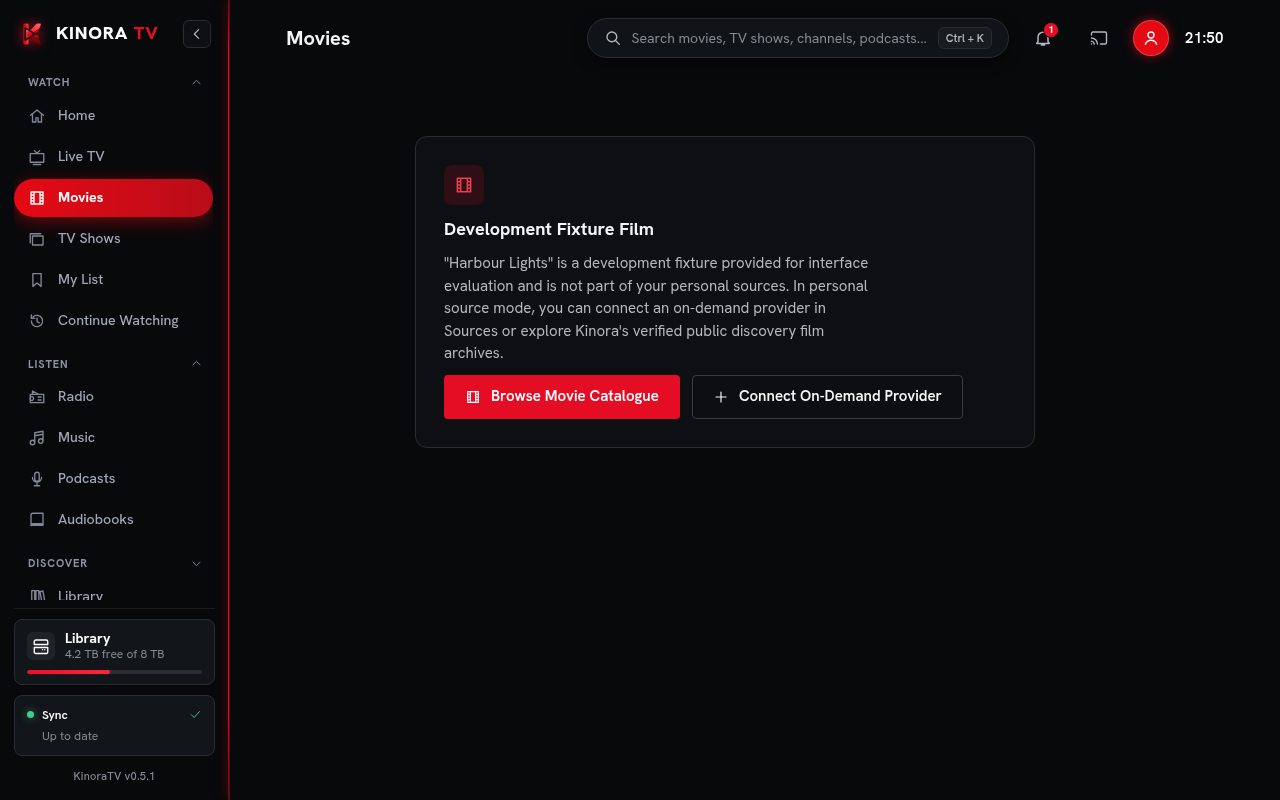 KINORA TV
WATCH
Home
Live TV
Movies
TV Shows
My List
Continue Watching
LISTEN
Radio
Music
Podcasts
Audiobooks
DISCOVER
Library
Library
4.2 TB free of 8 TB
Sync
Up to date
KinoraTV v0.5.1
Movies
Search movies, TV shows, channels, podcasts...
Ctrl + K
1
21:50
Development Fixture Film
"Harbour Lights" is a development fixture provided for interface
evaluation and is not part of your personal sources. In personal
source mode, you can connect an on-demand provider in
Sources or explore Kinora's verified public discovery film
archives.
Browse Movie Catalogue
Connect On-Demand Provider